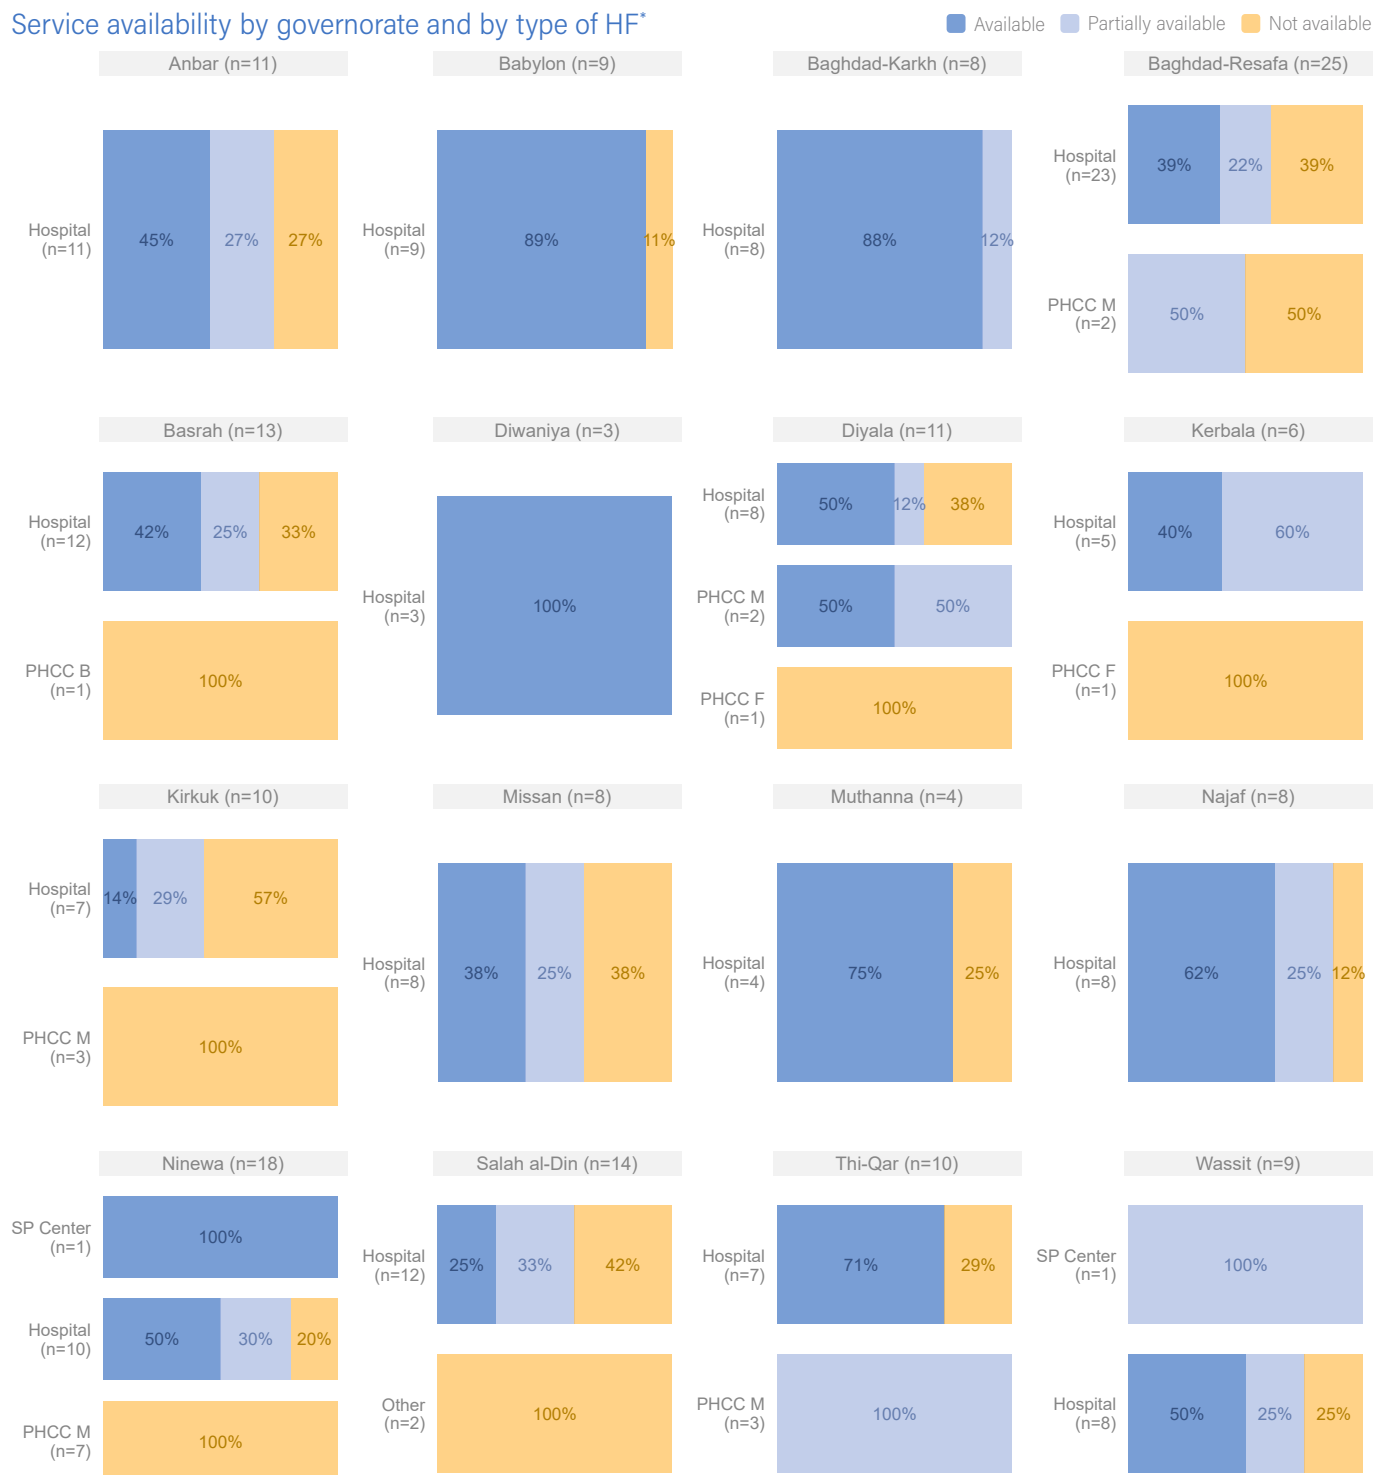 Service availability by governorate and by type of HF*
Available Partially available Not available
Anbar (n=11)
Hospital
(n=11)
45% 27% 27%
Babylon (n=9)
Hospital
(n=9)
89% 11%
Baghdad-Karkh (n=8)
Hospital
(n=8)
88% 12%
Baghdad-Resafa (n=25)
Hospital
(n=23)
39% 22% 39%
PHCC M
(n=2)
50% 50%
Basrah (n=13)
Hospital
(n=12)
42% 25% 33%
PHCC B
(n=1)
100%
Diwaniya (n=3)
Hospital
(n=3)
100%
Diyala (n=11)
Hospital
(n=8)
50% 12% 38%
PHCC M
(n=2)
50% 50%
PHCC F
(n=1)
100%
Kerbala (n=6)
Hospital
(n=5)
40% 60%
PHCC F
(n=1)
100%
Kirkuk (n=10)
Hospital
(n=7)
14% 29% 57%
PHCC M
(n=3)
100%
Missan (n=8)
Hospital
(n=8)
38% 25% 38%
Muthanna (n=4)
Hospital
(n=4)
75% 25%
Najaf (n=8)
Hospital
(n=8)
62% 25% 12%
Ninewa (n=18)
SP Center
(n=1)
100%
Hospital
(n=10)
50% 30% 20%
PHCC M
(n=7)
100%
Salah al-Din (n=14)
Hospital
(n=12)
25% 33% 42%
Other
(n=2)
100%
Thi-Qar (n=10)
Hospital
(n=7)
71% 29%
PHCC M
(n=3)
100%
Wassit (n=9)
SP Center
(n=1)
100%
Hospital
(n=8)
50% 25% 25%